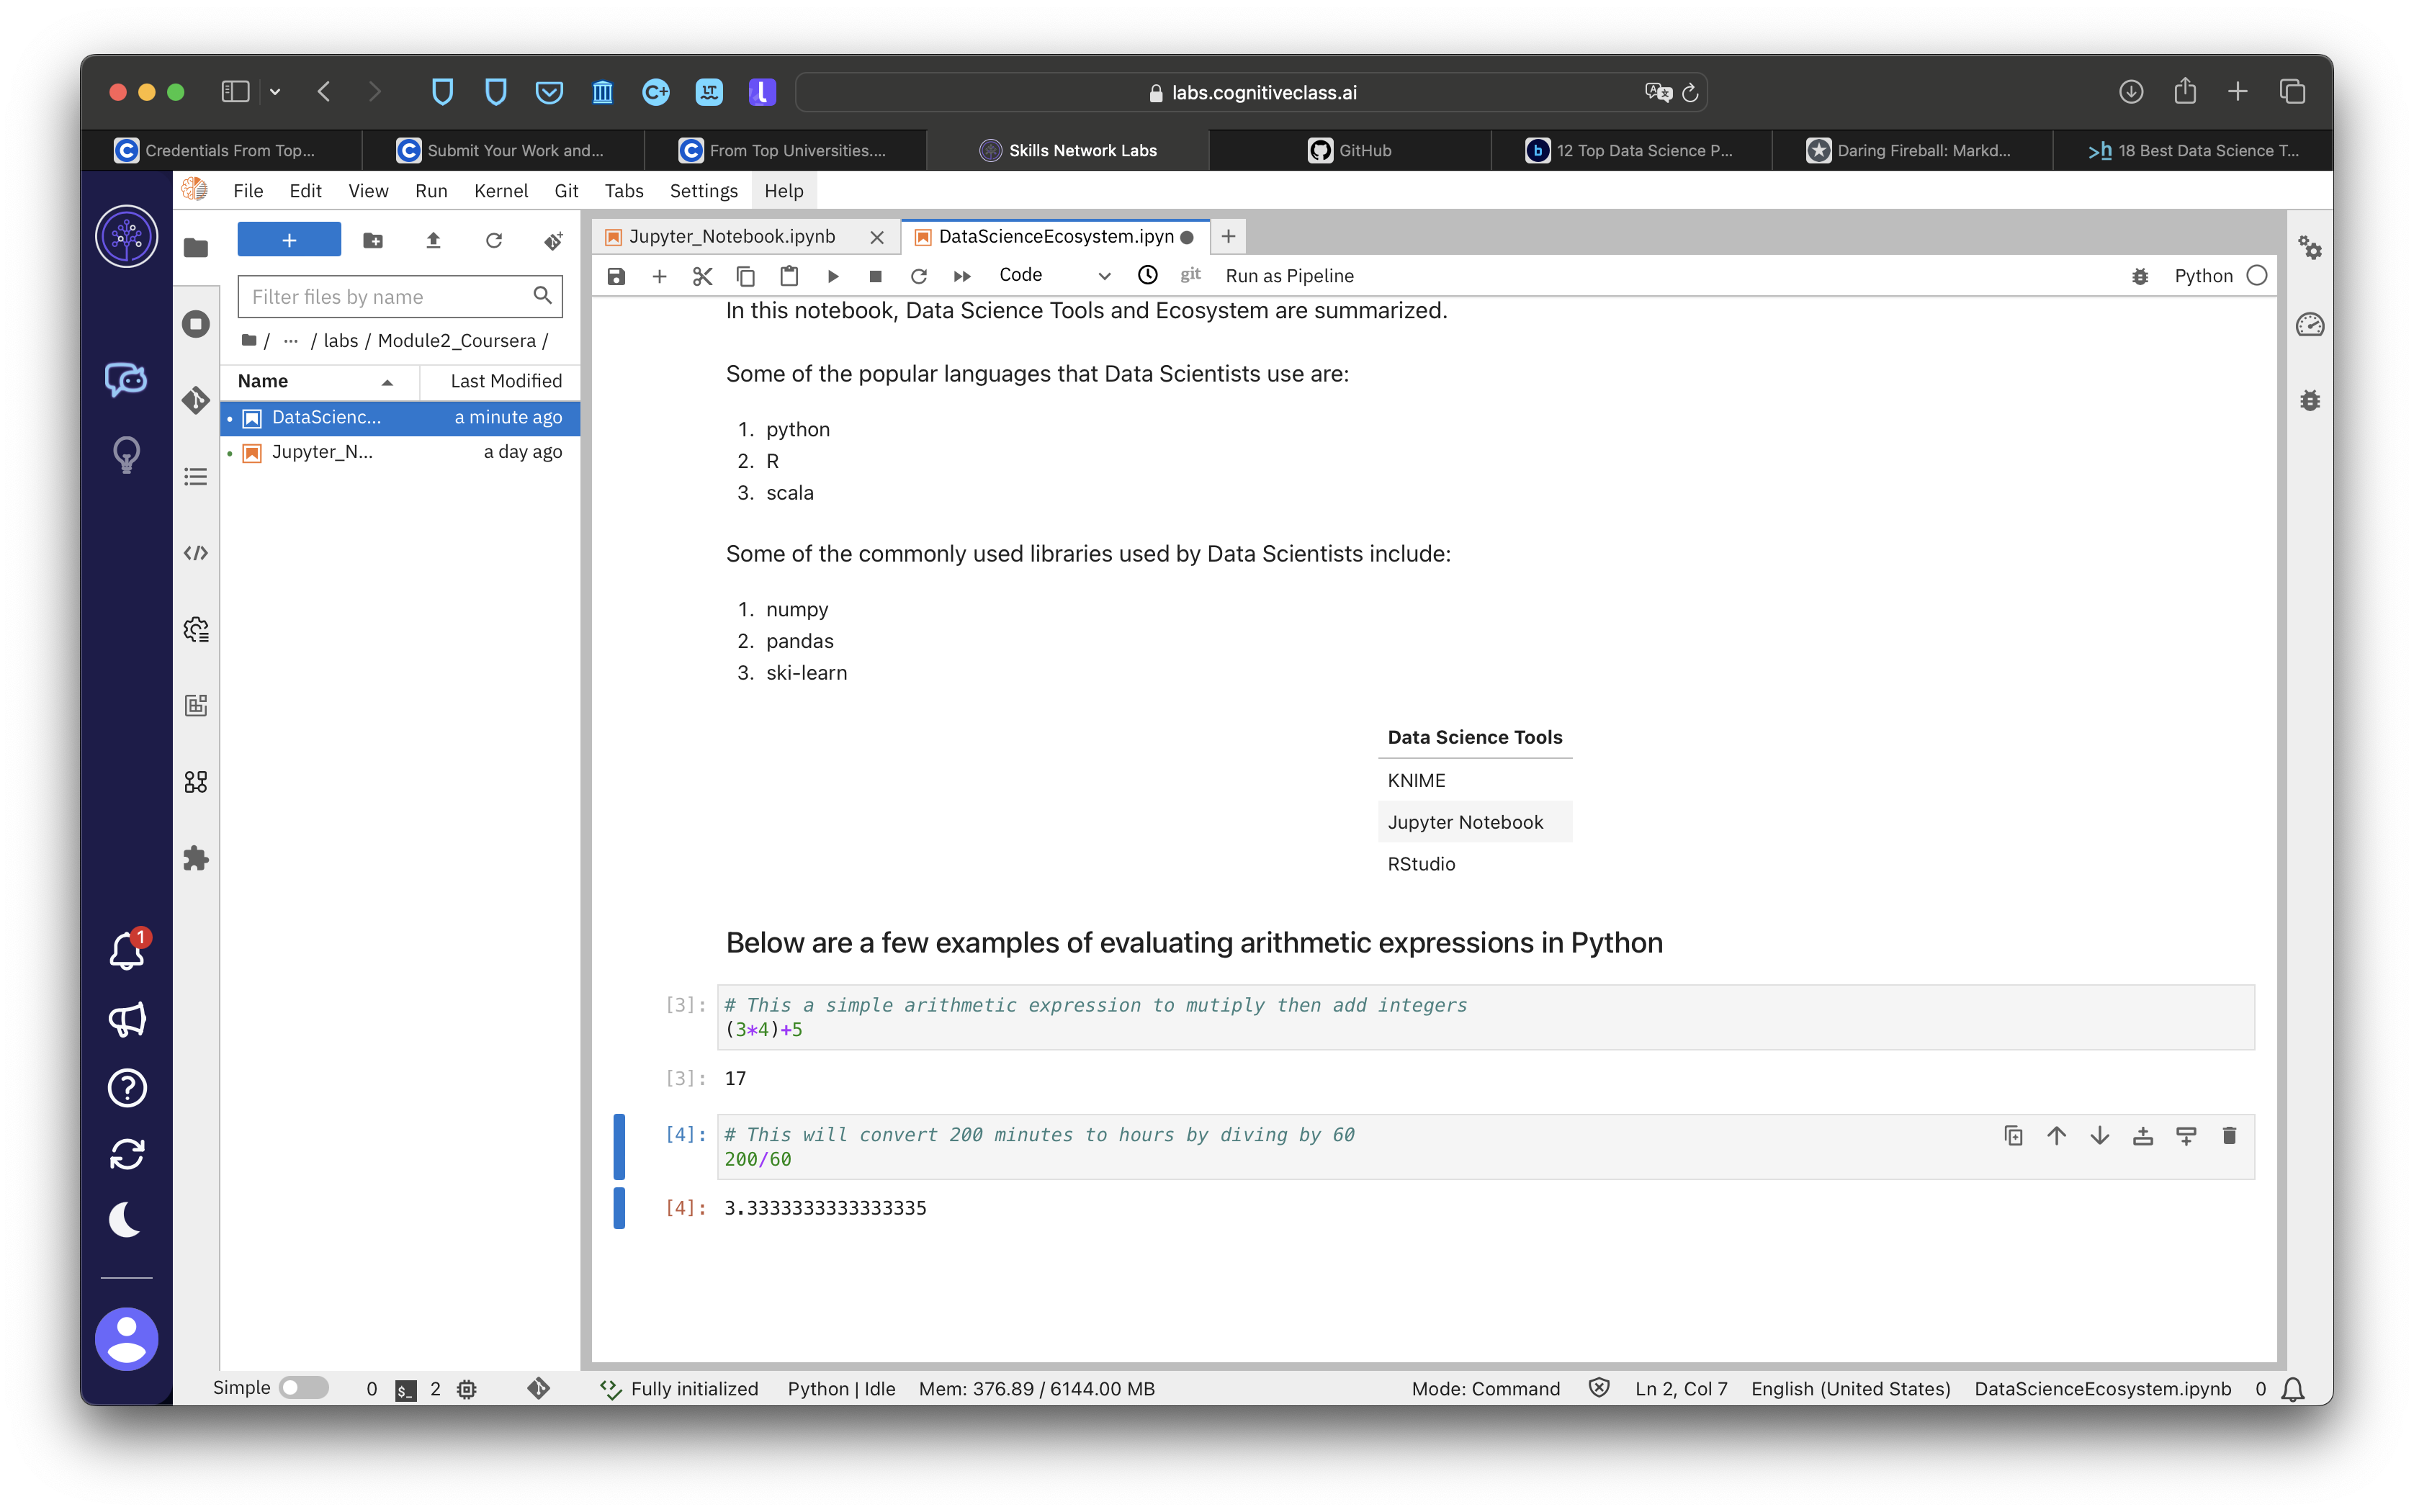 labs.cognitiveclass.ai
Credentials From Top...
Submit Your Work and...
From Top Universities....
Skills Network Labs
GitHub
12 Top Data Science P...
Daring Fireball: Markd...
18 Best Data Science T...
File Edit View Run Kernel Git Tabs Settings Help
Jupyter_Notebook.ipynb
DataScienceEcosystem.ipyn
Code
git
Run as Pipeline
Python
Filter files by name
/ ... / labs / Module2_Coursera /
Name Last Modified
DataScienc... a minute ago
Jupyter_N... a day ago
In this notebook, Data Science Tools and Ecosystem are summarized.
Some of the popular languages that Data Scientists use are:
1. python
2. R
3. scala
Some of the commonly used libraries used by Data Scientists include:
1. numpy
2. pandas
3. ski-learn
Data Science Tools
KNIME
Jupyter Notebook
RStudio
Below are a few examples of evaluating arithmetic expressions in Python
[3]: # This a simple arithmetic expression to mutiply then add integers
(3*4)+5
[3]: 17
[4]: # This will convert 200 minutes to hours by diving by 60
200/60
[4]: 3.3333333333333335
1
Simple 0 $_ 2 Fully initialized Python | Idle Mem: 376.89 / 6144.00 MB Mode: Command Ln 2, Col 7 English (United States) DataScienceEcosystem.ipynb 0